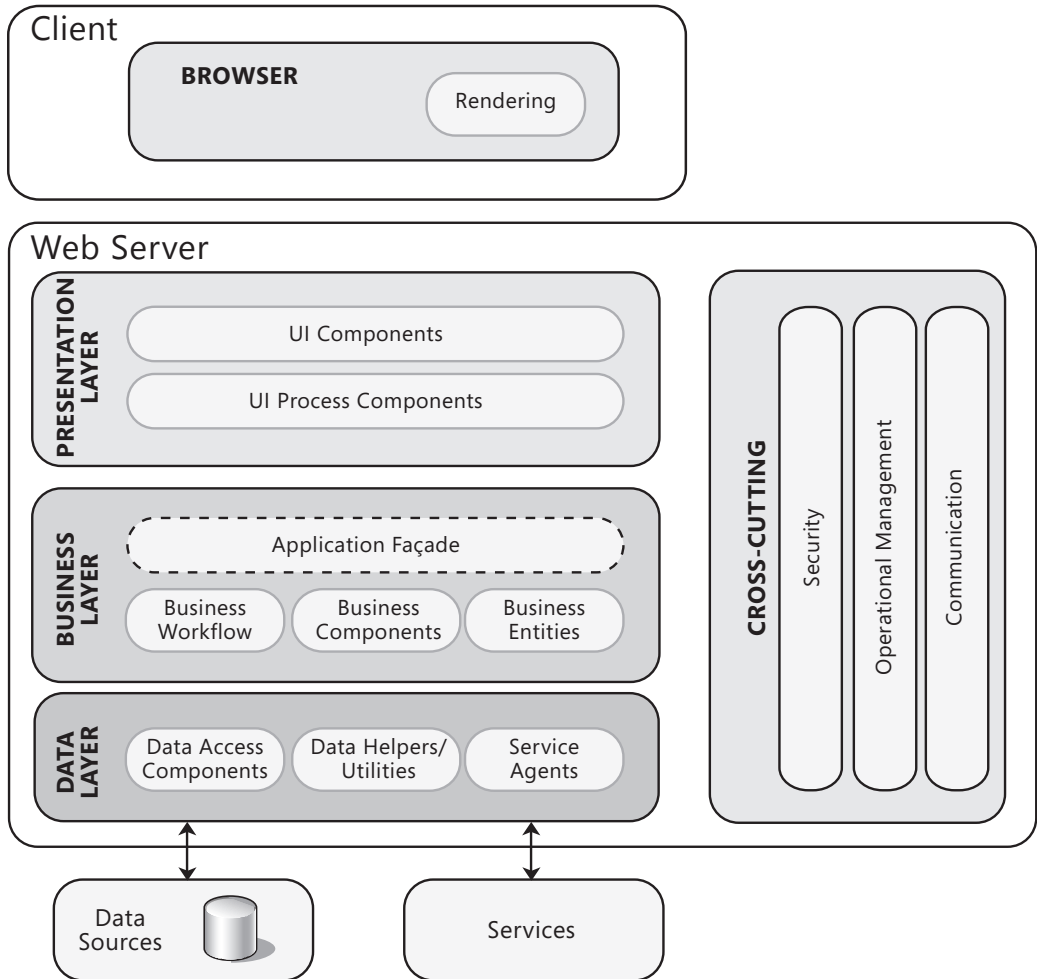 Client
BROWSER
Rendering
Web Server
PRESENTATION
LAYER
UI Components
UI Process Components
BUSINESS
LAYER
Application Façade
Business
Workflow
Business
Components
Business
Entities
DATA
LAYER
Data Access
Components
Data Helpers/
Utilities
Service
Agents
CROSS-CUTTING
Security
Operational Management
Communication
Data
Sources
Services